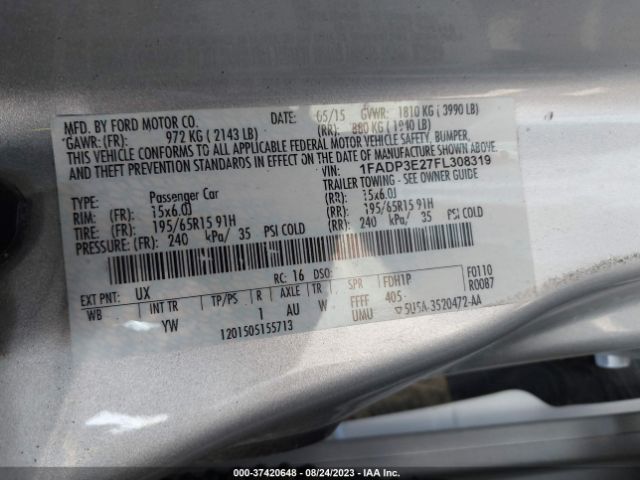 MFD. BY FORD MOTOR CO. DATE: 05/15 GVWR: 1810 KG ( 3990 LB)
GAWR: (FR): 972 KG ( 2143 LB) (RR): 880 KG ( 1940 LB)
THIS VEHICLE CONFORMS TO ALL APPLICABLE FEDERAL MOTOR VEHICLE SAFETY, BUMPER,
AND THEFT PREVENTION STANDARDS IN EFFECT ON THE DATE OF MANUFACTURE SHOWN ABOVE.
VIN: 1FADP3E27FL308319
TYPE: Passenger Car TRAILER TOWING - SEE OWNER GUIDE
RIM: (FR): 15x6.0J (RR): 15x6.0J
TIRE: (FR): 195/65R15 91H (RR): 195/65R15 91H
PRESSURE: (FR): 240 kPa/ 35 PSI COLD (RR): 240 kPa/ 35 PSI COLD
EXT PNT: UX RC: 16 DSO: FDH1P F0110
WB INT TR TP/PS R AXLE TR SPR 405 R0087
YW 1 AU W FFFF
1201505155713 UMU 5U5A-3520472-AA
000-37420648 - 08/24/2023 - IAA Inc.